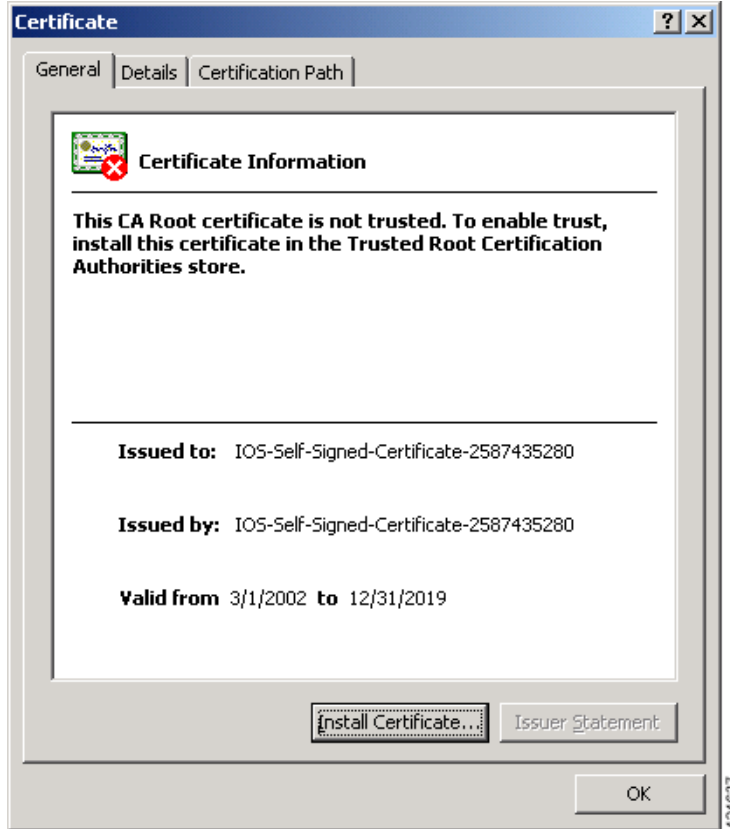 Certificate
General Details Certification Path
Certificate Information
This CA Root certificate is not trusted. To enable trust,
install this certificate in the Trusted Root Certification
Authorities store.
Issued to: IOS-Self-Signed-Certificate-2587435280
Issued by: IOS-Self-Signed-Certificate-2587435280
Valid from 3/1/2002 to 12/31/2019
Install Certificate... Issuer Statement
OK